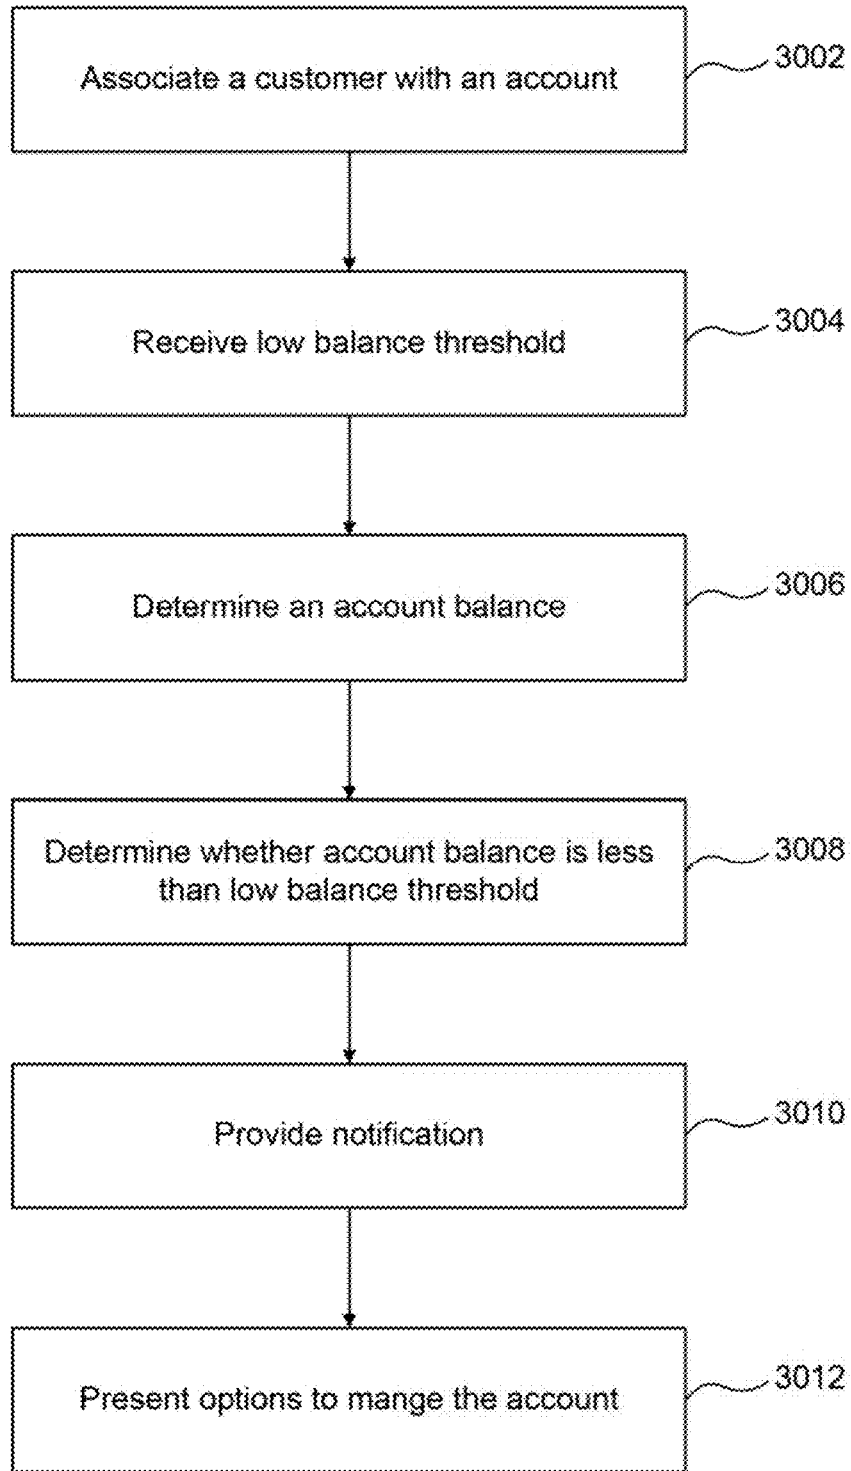 Associate a customer with an account
3002
Receive low balance threshold
3004
Determine an account balance
3006
Determine whether account balance is less
than low balance threshold
3008
Provide notification
3010
Present options to mange the account
3012